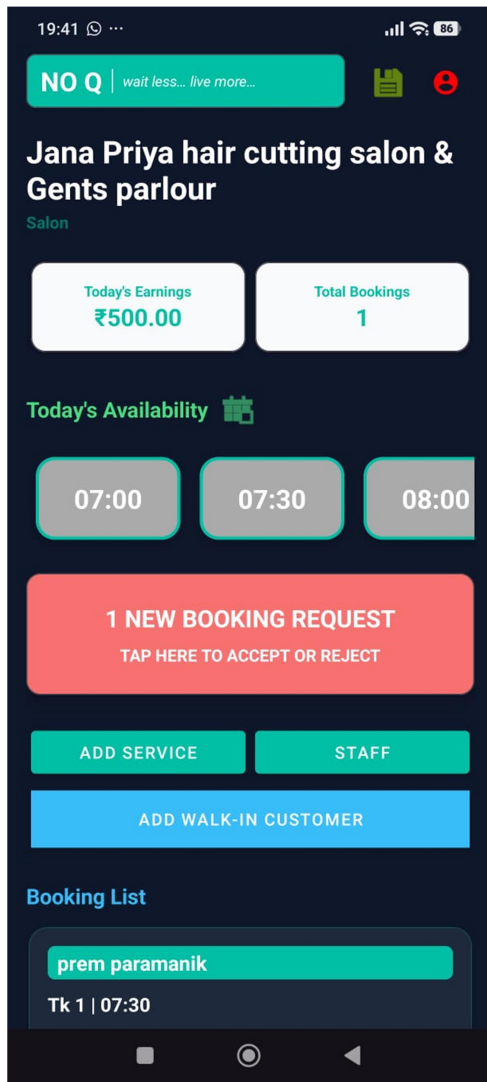 19:41 ···
86
NO Q | wait less... live more...
Jana Priya hair cutting salon &
Gents parlour
Salon
Today's Earnings
₹500.00
Total Bookings
1
Today's Availability
07:00
07:30
08:00
1 NEW BOOKING REQUEST
TAP HERE TO ACCEPT OR REJECT
ADD SERVICE
STAFF
ADD WALK-IN CUSTOMER
Booking List
prem paramanik
Tk 1 | 07:30